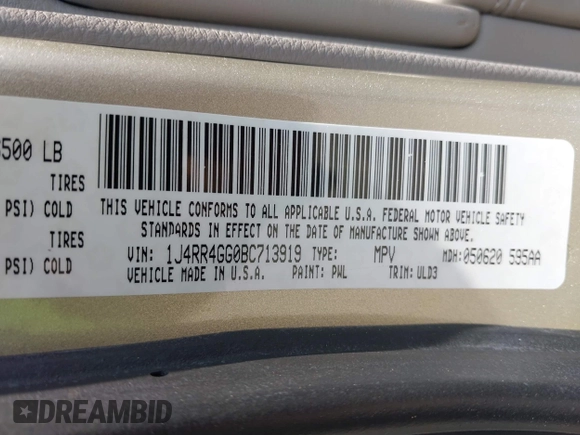 500 LB
TIRES
PSI) COLD
TIRES
PSI) COLD
THIS VEHICLE CONFORMS TO ALL APPLICABLE U.S.A. FEDERAL MOTOR VEHICLE SAFETY
STANDARDS IN EFFECT ON THE DATE OF MANUFACTURE SHOWN ABOVE.
VIN: 1J4RR4GG0BC713919 TYPE: MPV MDH:050620 595AA
VEHICLE MADE IN U.S.A. PAINT: PWL TRIM: ULD3
DREAMBID